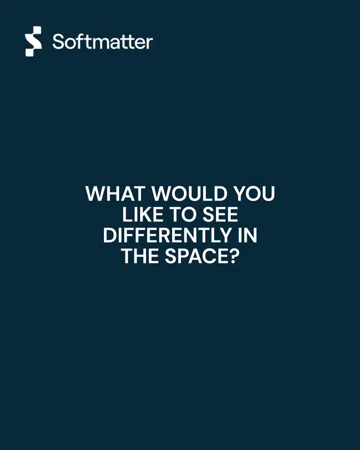 Softmatter
WHAT WOULD YOU
LIKE TO SEE
DIFFERENTLY IN
THE SPACE?